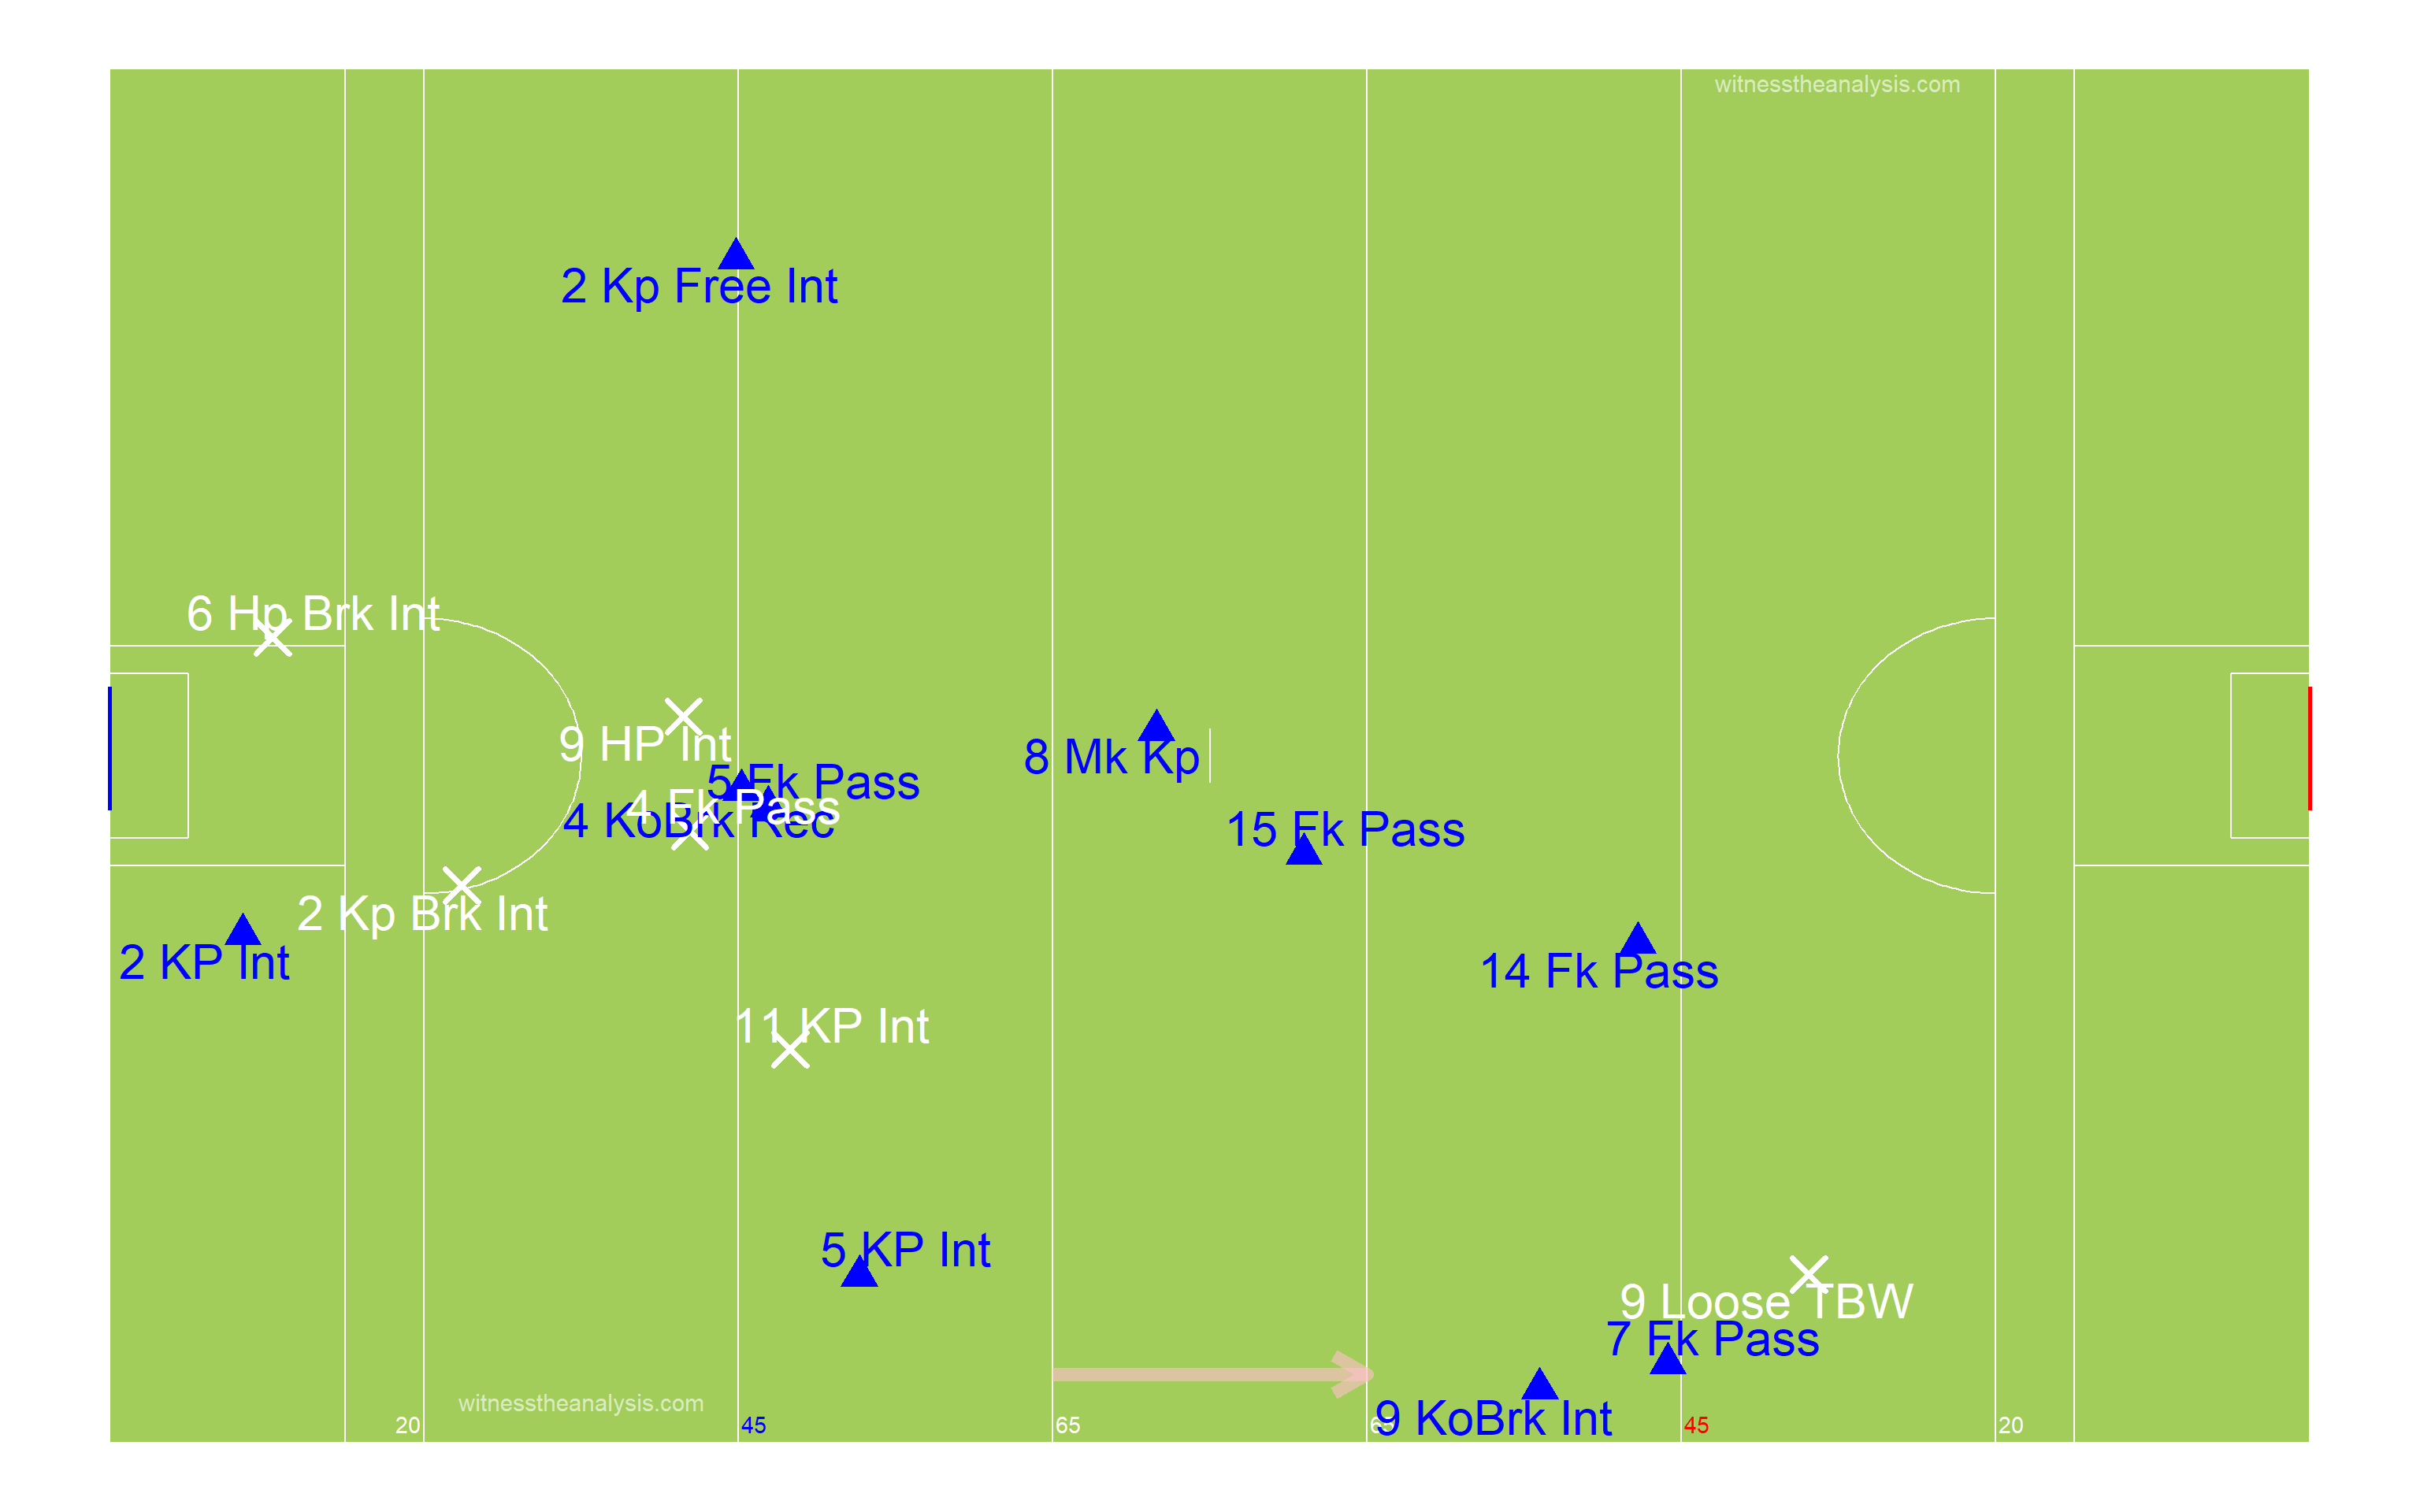 witnesstheanalysis.com
2 Kp Free Int
6 Hp Brk Int
9 HP Int
8 Mk Kp
5 Fk Pass
4 Fk Pass
4 KoBrk Rec
15 Fk Pass
2 Kp Brk Int
2 KP Int
14 Fk Pass
11 KP Int
5 KP Int
9 Loose TBW
7 Fk Pass
9 KoBrk Int
witnesstheanalysis.com
20
45
65
65
45
20